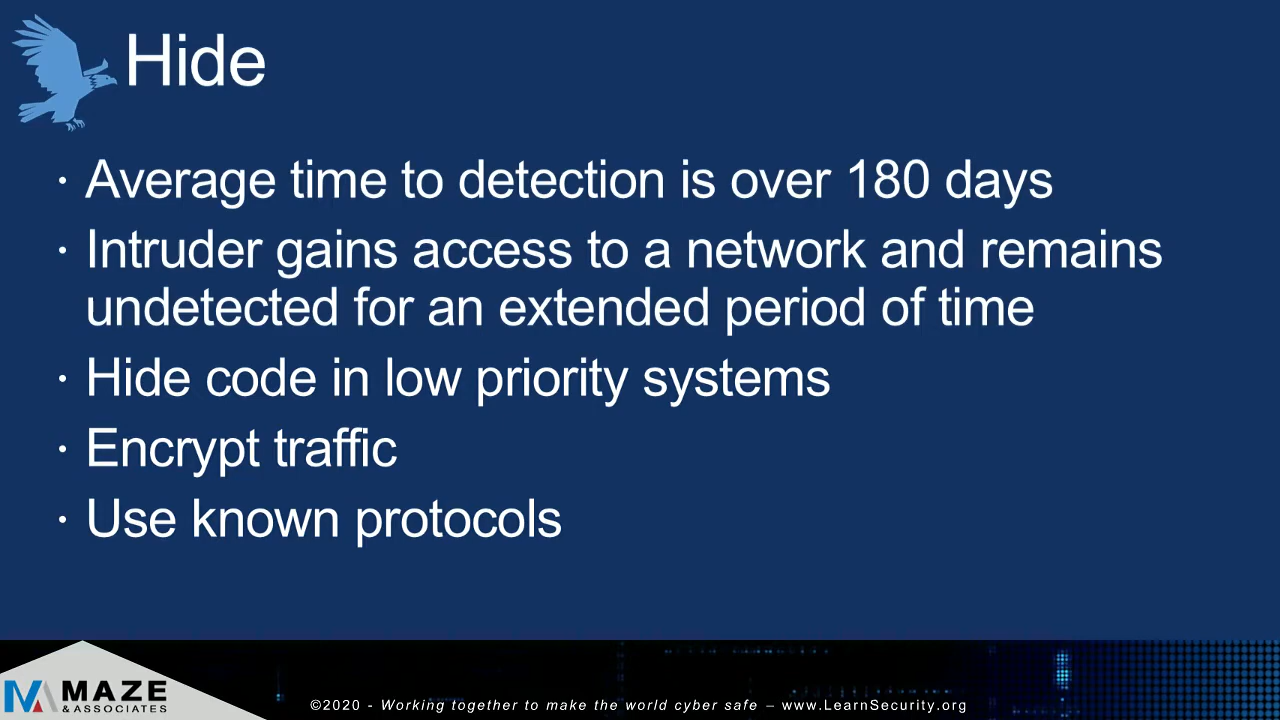 Hide
· Average time to detection is over 180 days
· Intruder gains access to a network and remains
undetected for an extended period of time
· Hide code in low priority systems
· Encrypt traffic
· Use known protocols
MAZE
& ASSOCIATES
©2020 - Working together to make the world cyber safe – www.LearnSecurity.org